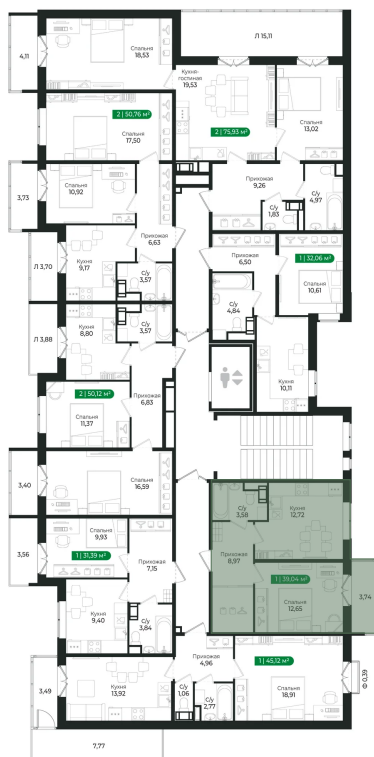 4,11
Спальня
18,53
Л 15,11
Кухня-
гостиная
19,53
Спальня
13,02
2 | 50,76 м²
Спальня
17,50
2 | 75,93 м²
3,73
Спальня
10,92
Прихожая
9,26
С/у
1,83
С/у
4,97
Прихожая
6,63
Л 3,70
Кухня
9,17
С/у
3,57
Прихожая
6,50
1 | 32,06 м²
Спальня
10,61
С/у
4,84
Л 3,88
Кухня
8,80
С/у
3,57
Кухня
10,11
2 | 50,12 м²
Прихожая
6,83
Спальня
11,37
3,40
Спальня
16,59
С/у
3,58
Кухня
12,72
3,56
Спальня
9,93
1 | 31,39 м²
Прихожая
7,15
Прихожая
8,97
1 | 39,04 м²
Спальня
12,65
3,74
Кухня
9,40
С/у
3,84
Прихожая
4,96
1 | 45,12 м²
Ф 0,39
3,49
Кухня
13,92
С/у
1,06
С/у
2,77
Спальня
18,91
7,77